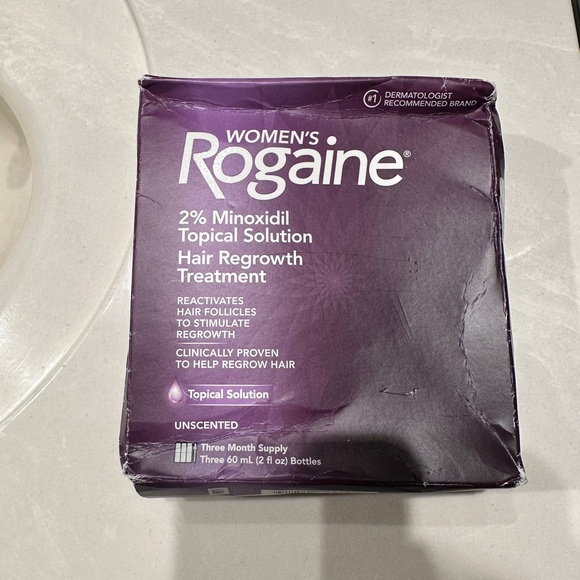 #1 DERMATOLOGIST
RECOMMENDED BRAND
WOMEN'S
Rogaine®
2% Minoxidil
Topical Solution
Hair Regrowth
Treatment
REACTIVATES
HAIR FOLLICLES
TO STIMULATE
REGROWTH
CLINICALLY PROVEN
TO HELP REGROW HAIR
Topical Solution
UNSCENTED
Three Month Supply
Three 60 mL (2 fl oz) Bottles